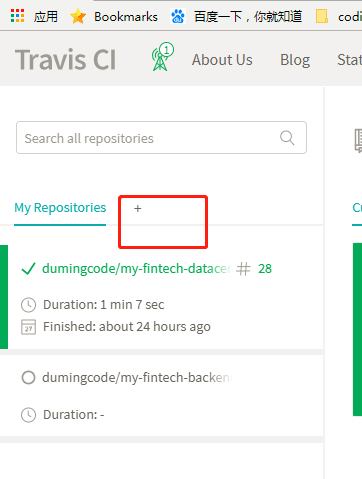 应用 Bookmarks 百度一下，你就知道 codi
Travis CI 1 About Us Blog Stat
Search all repositories
My Repositories + Cu
dumingcode/my-fintech-datacen # 28
Duration: 1 min 7 sec
27 Finished: about 24 hours ago
dumingcode/my-fintech-backen
Duration: -